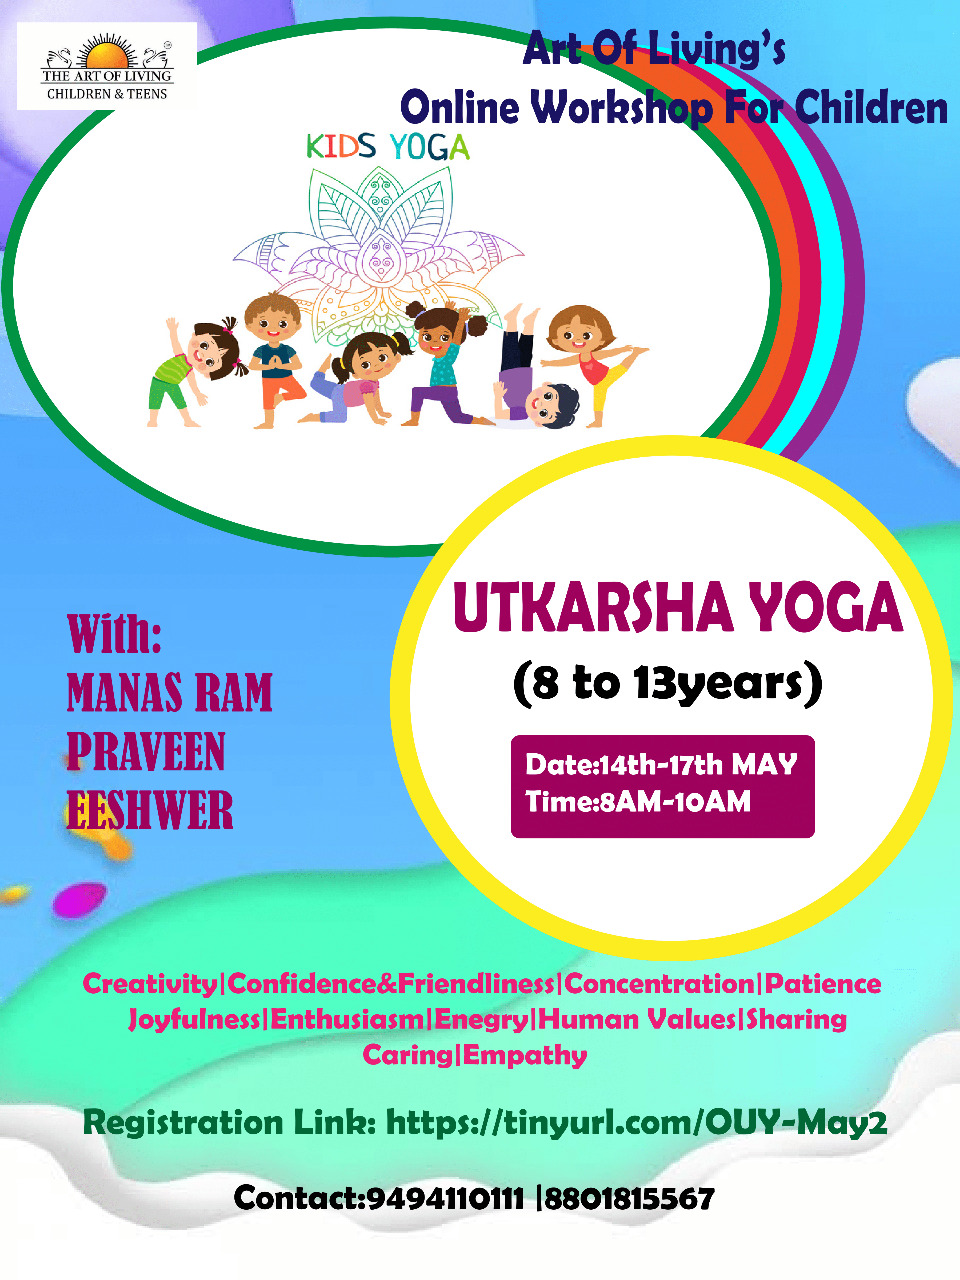 THE ART OF LIVING
CHILDREN & TEENS
Art Of Living's
Online Workshop For Children
KIDS YOGA
UTKARSHA YOGA
(8 to 13years)
Date:14th-17th MAY
Time:8AM-10AM
With:
MANAS RAM
PRAVEEN
EESHWER
Creativity|Confidence&Friendliness|Concentration|Patience
Joyfulness|Enthusiasm|Enegry|Human Values|Sharing
Caring|Empathy
Registration Link: https://tinyurl.com/OUY-May2
Contact:9494110111 |8801815567